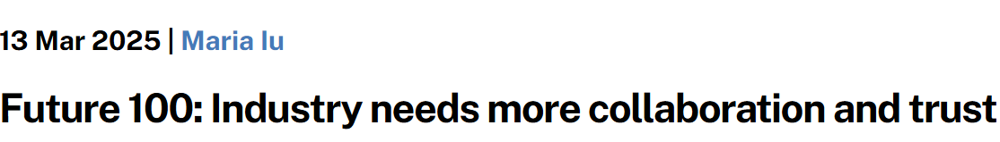 13 Mar 2025 | Maria Iu
Future 100: Industry needs more collaboration and trust